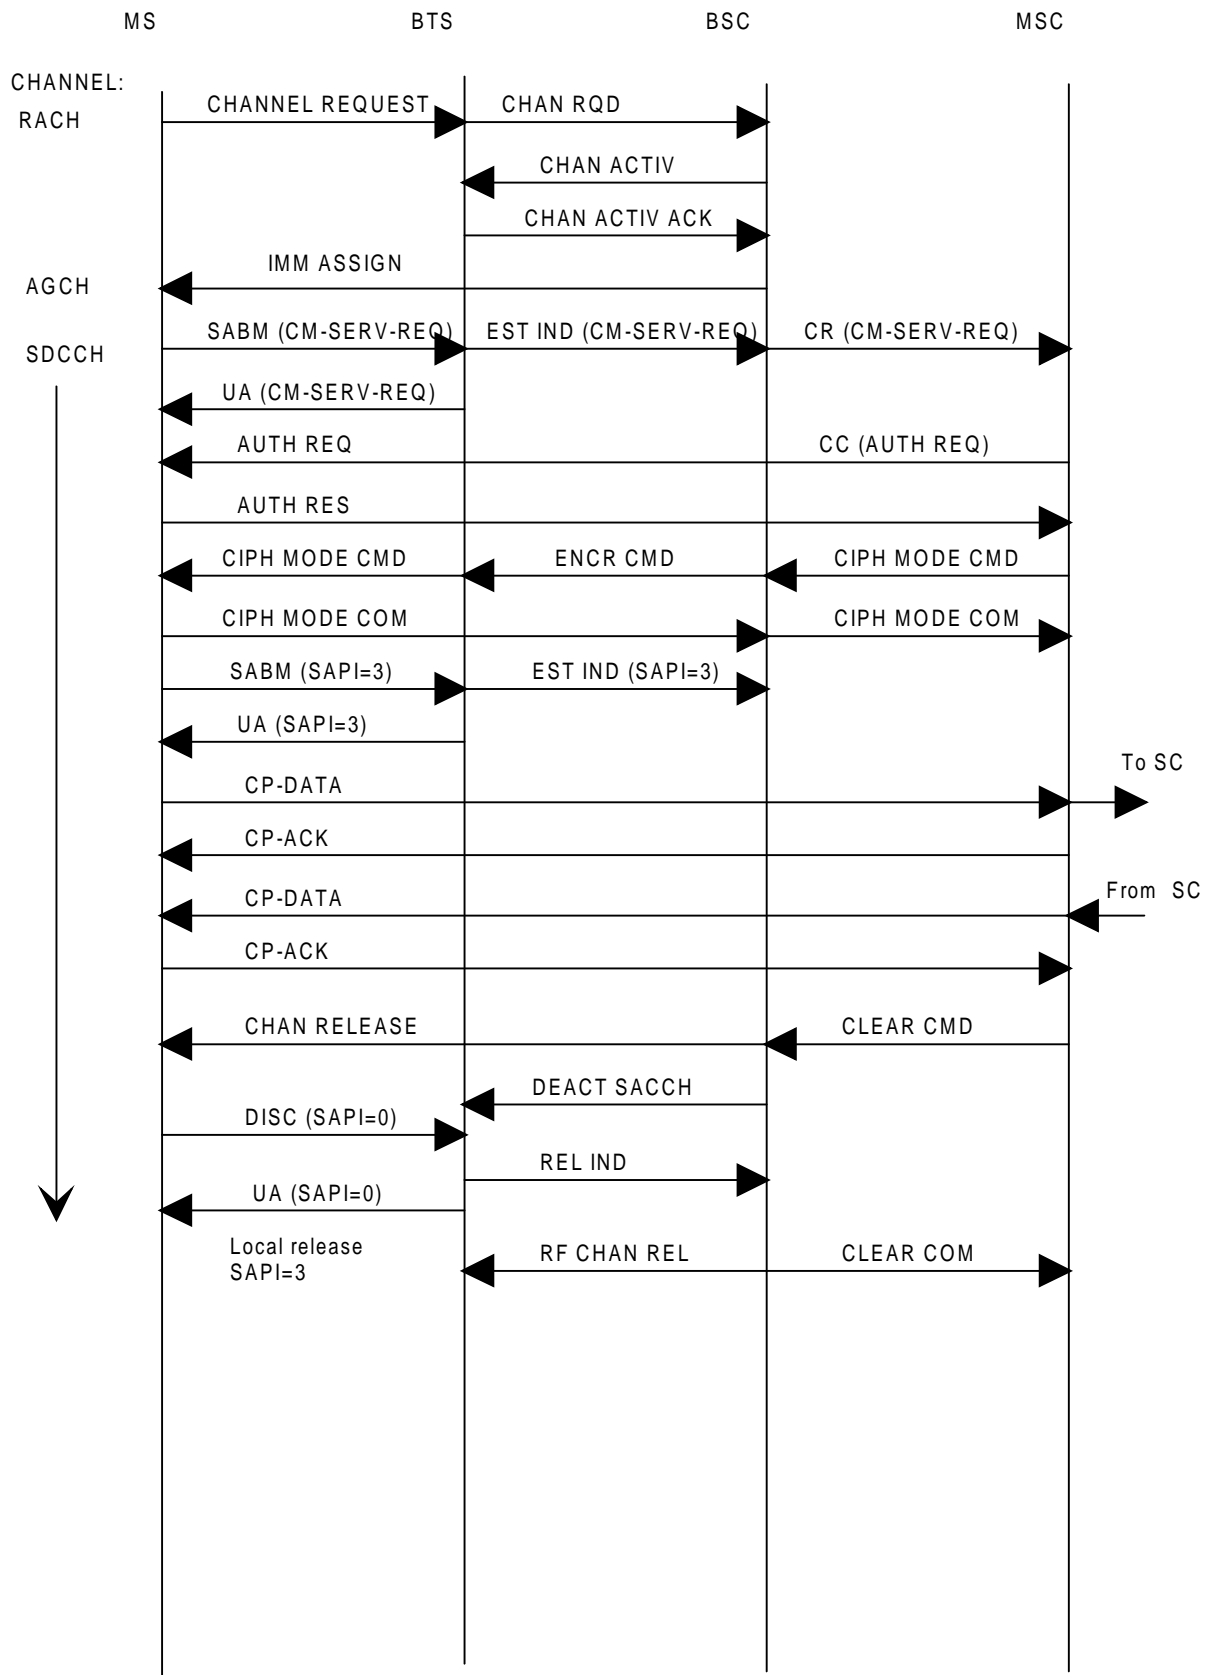 MS BTS BSC MSC
CHANNEL:
RACH CHANNEL REQUEST CHAN RQD
CHAN ACTIV
CHAN ACTIV ACK
AGCH IMM ASSIGN
SDCCH SABM (CM-SERV-REQ) EST IND (CM-SERV-REQ) CR (CM-SERV-REQ)
UA (CM-SERV-REQ)
AUTH REQ CC (AUTH REQ)
AUTH RES
CIPH MODE CMD ENCR CMD CIPH MODE CMD
CIPH MODE COM CIPH MODE COM
SABM (SAPI=3) EST IND (SAPI=3)
UA (SAPI=3)
CP-DATA To SC
CP-ACK
CP-DATA From SC
CP-ACK
CHAN RELEASE CLEAR CMD
DEACT SACCH
DISC (SAPI=0)
REL IND
UA (SAPI=0)
Local release RF CHAN REL CLEAR COM
SAPI=3